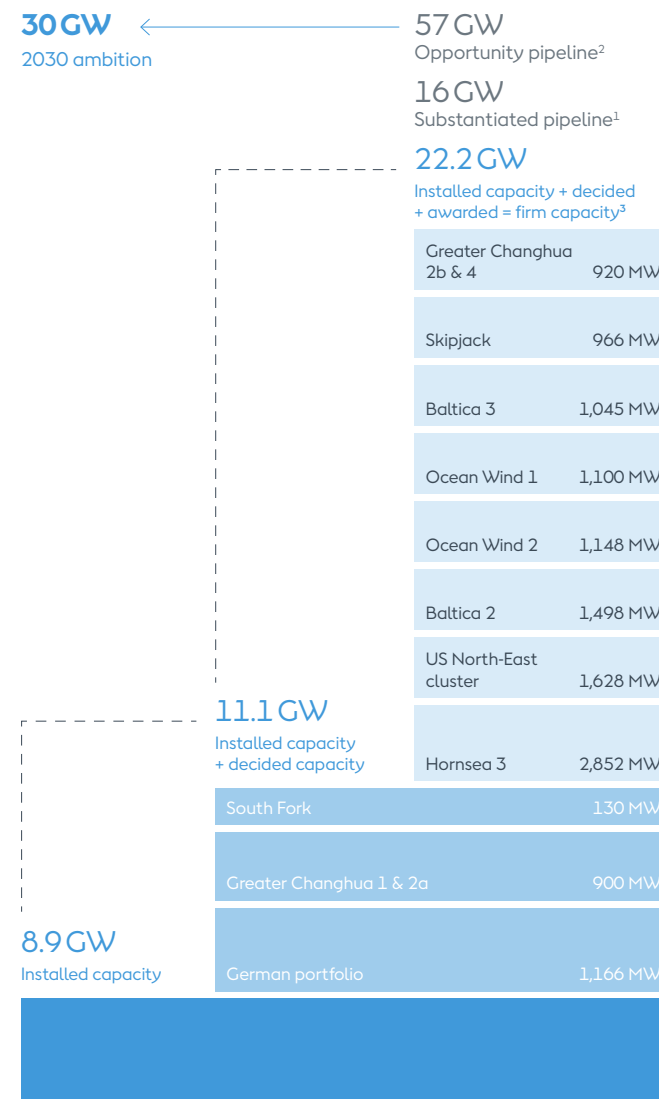 30 GW
2030 ambition
57 GW
Opportunity pipeline²
16 GW
Substantiated pipeline¹
22.2 GW
Installed capacity + decided
+ awarded = firm capacity³
Greater Changhua
2b & 4 920 MW
Skipjack 966 MW
Baltica 3 1,045 MW
Ocean Wind 1 1,100 MW
Ocean Wind 2 1,148 MW
Baltica 2 1,498 MW
US North-East
cluster 1,628 MW
Hornsea 3 2,852 MW
11.1 GW
Installed capacity
+ decided capacity
South Fork 130 MW
Greater Changhua 1 & 2a 900 MW
German portfolio 1,166 MW
8.9 GW
Installed capacity